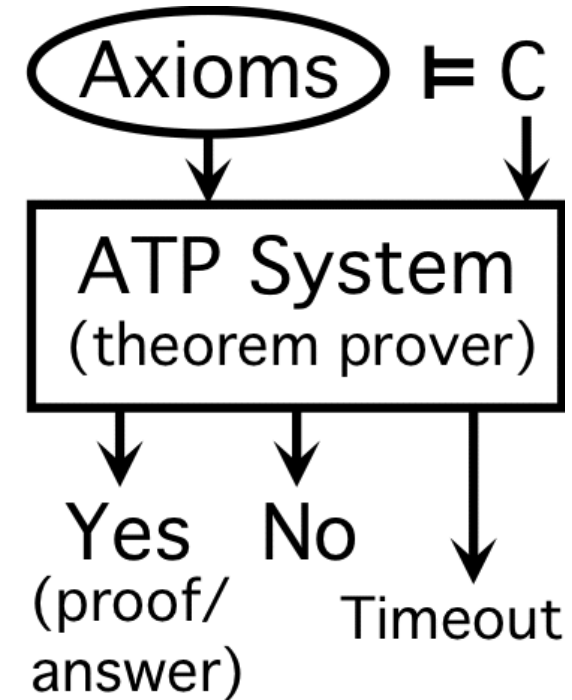 Axioms ⊨ C
ATP System
(theorem prover)
Yes No
(proof/
answer)
Timeout